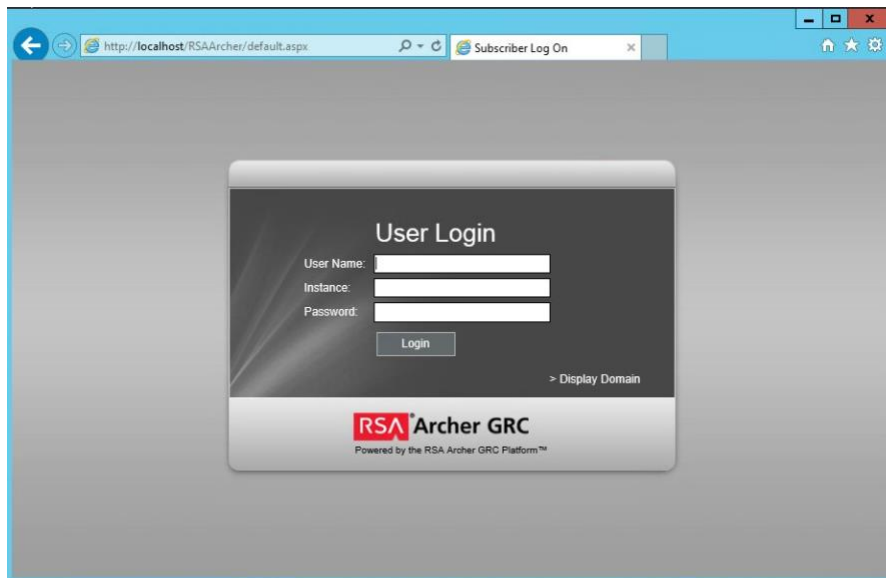 http://localhost/RSAArcher/default.aspx
Subscriber Log On
User Login
User Name:
Instance:
Password:
Login
> Display Domain
RSA Archer GRC
Powered by the RSA Archer GRC Platform™